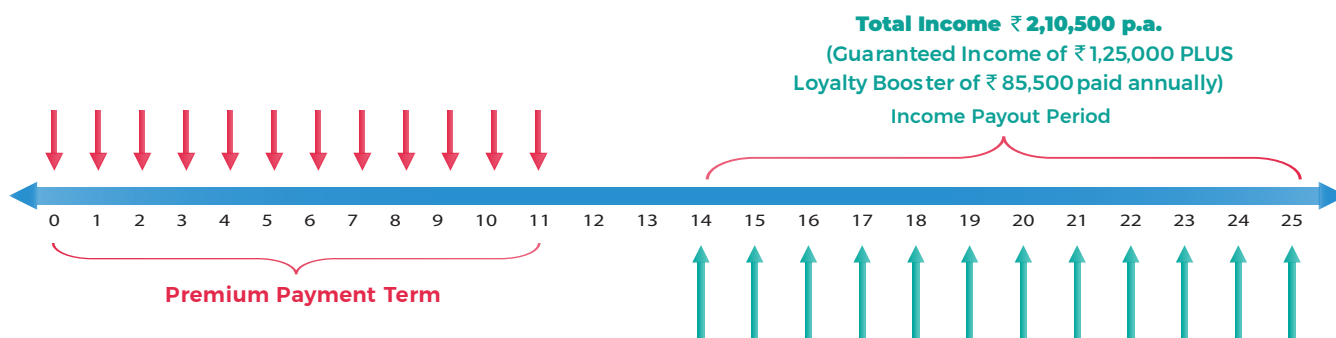 Total Income ₹ 2,10,500 p.a.
(Guaranteed Income of ₹ 1,25,000 PLUS
Loyalty Booster of ₹ 85,500 paid annually)
Income Payout Period
0 1 2 3 4 5 6 7 8 9 10 11 12 13 14 15 16 17 18 19 20 21 22 23 24 25
Premium Payment Term